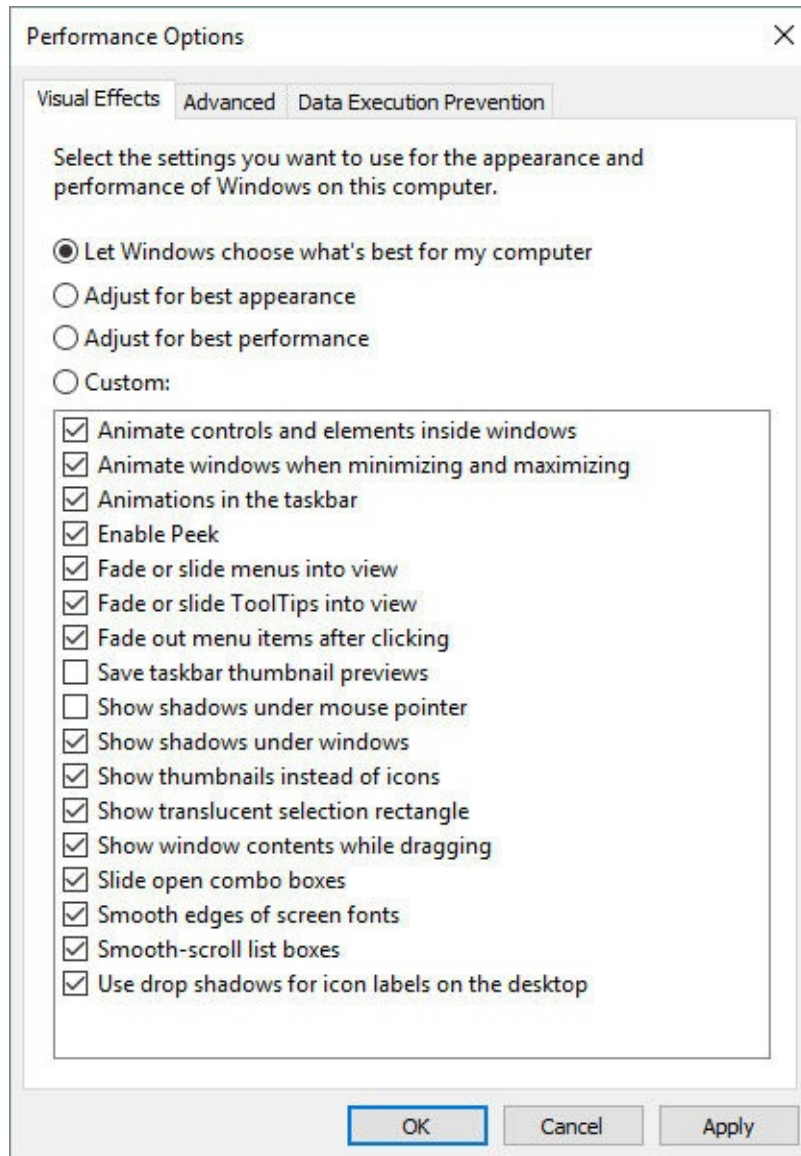 Performance Options
Visual Effects
Advanced
Data Execution Prevention
Select the settings you want to use for the appearance and
performance of Windows on this computer.
Let Windows choose what's best for my computer
Adjust for best appearance
Adjust for best performance
Custom:
Animate controls and elements inside windows
Animate windows when minimizing and maximizing
Animations in the taskbar
Enable Peek
Fade or slide menus into view
Fade or slide ToolTips into view
Fade out menu items after clicking
Save taskbar thumbnail previews
Show shadows under mouse pointer
Show shadows under windows
Show thumbnails instead of icons
Show translucent selection rectangle
Show window contents while dragging
Slide open combo boxes
Smooth edges of screen fonts
Smooth-scroll list boxes
Use drop shadows for icon labels on the desktop
OK
Cancel
Apply